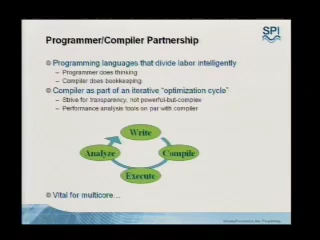 SPI
Programmer/Compiler Partnership
Programming languages that divide labor intelligently
– Programmer does thinking
– Compiler does bookkeeping
Compiler as part of an iterative "optimization cycle"
– Strive for transparency, not powerful-but-complex
– Performance analysis tools on par with compiler
Write
Analyze Compile
Execute
Vital for multicore…